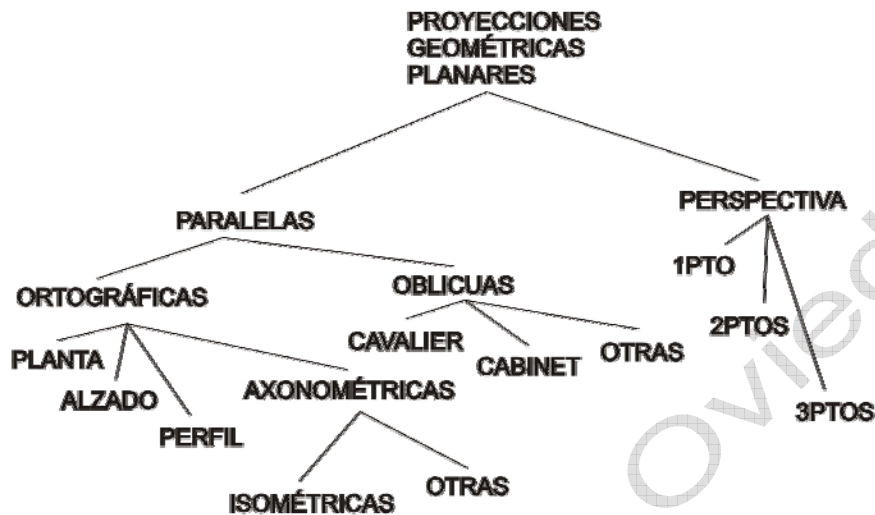 PROYECCIONES
GEOMÉTRICAS
PLANARES
PARALELAS
PERSPECTIVA
ORTOGRÁFICAS
OBLICUAS
1PTO
2PTOS
3PTOS
PLANTA
ALZADO
PERFIL
AXONOMÉTRICAS
CAVALIER
CABINET
OTRAS
ISOMÉTRICAS
OTRAS
Ovied